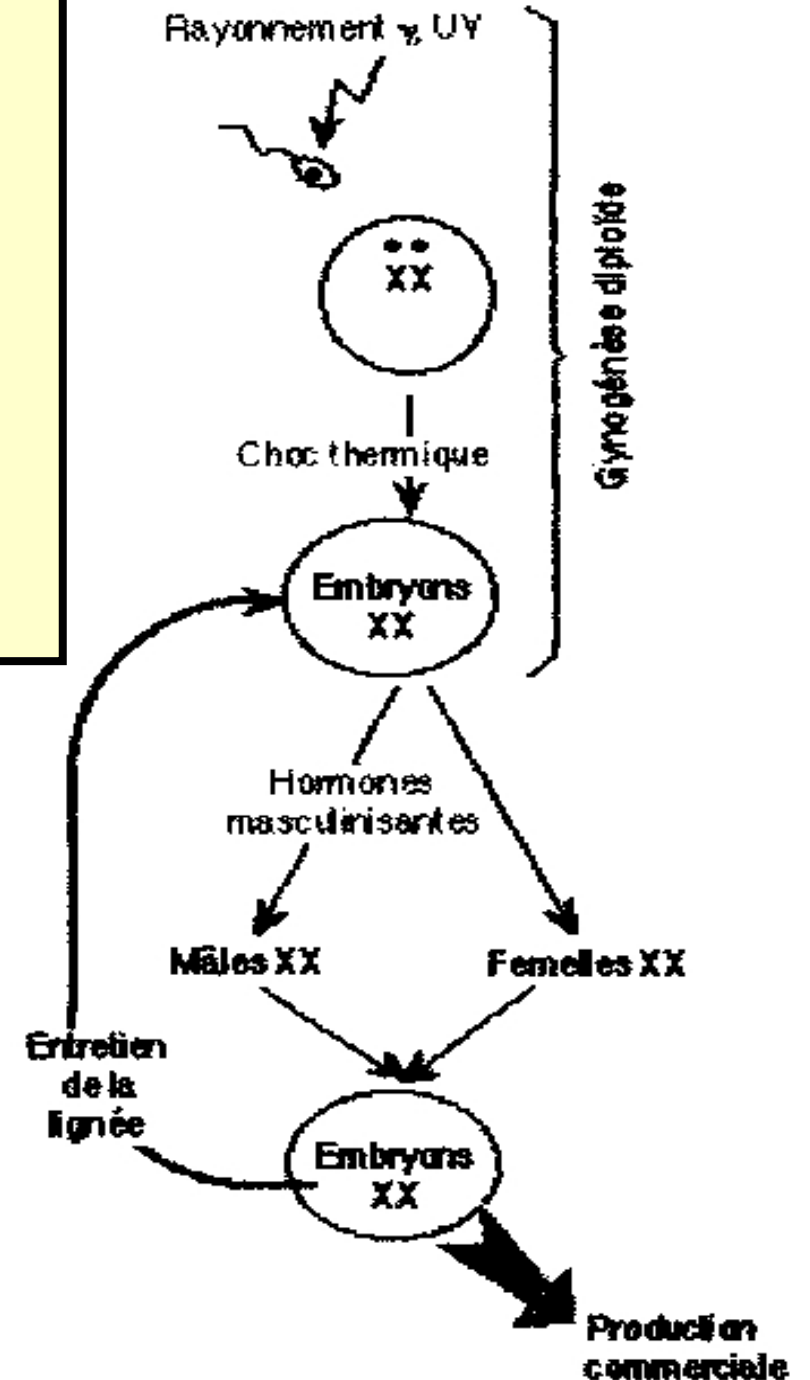 Rayonnement γ, UV
XX
Choc thermique
Embryons
XX
Gynogénèse diploïde
Hormones
masculinisantes
Mâles XX
Femelles XX
Entretien
de la
lignée
Embryons
XX
Production
commerciale